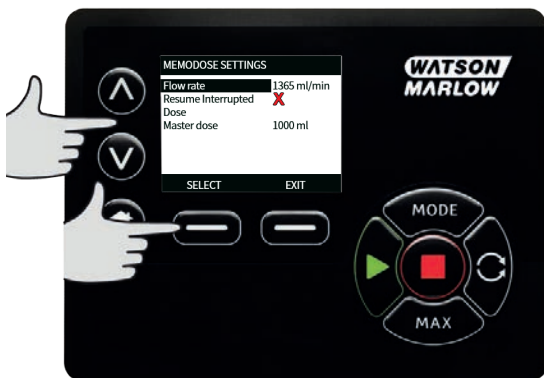 MEMODOSE SETTINGS
Flow rate 1365 ml/min
Resume Interrupted X
Dose
Master dose 1000 ml
SELECT EXIT
WATSON
MARLOW
MODE
MAX